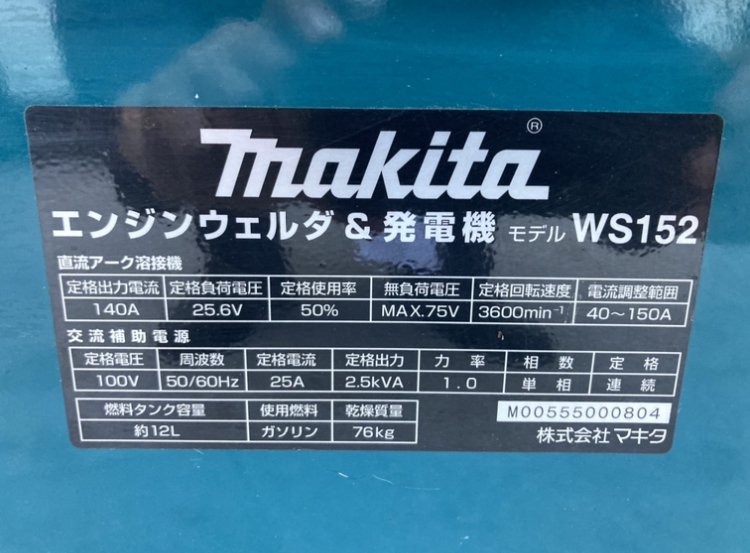 makita®
エンジンウェルダ & 発電機 モデル WS152
直流アーク溶接機
定格出力電流 定格負荷電圧 定格使用率 無負荷電圧 定格回転速度 電流調整範囲
140A 25.6V 50% MAX.75V 3600min⁻¹ 40～150A
交流補助電源
定格電圧 周波数 定格電流 定格出力 力率 相数 定格
100V 50/60Hz 25A 2.5kVA 1.0 単相 連続
燃料タンク容量 使用燃料 乾燥質量 M00555000804
約12L ガソリン 76kg 株式会社マキタ